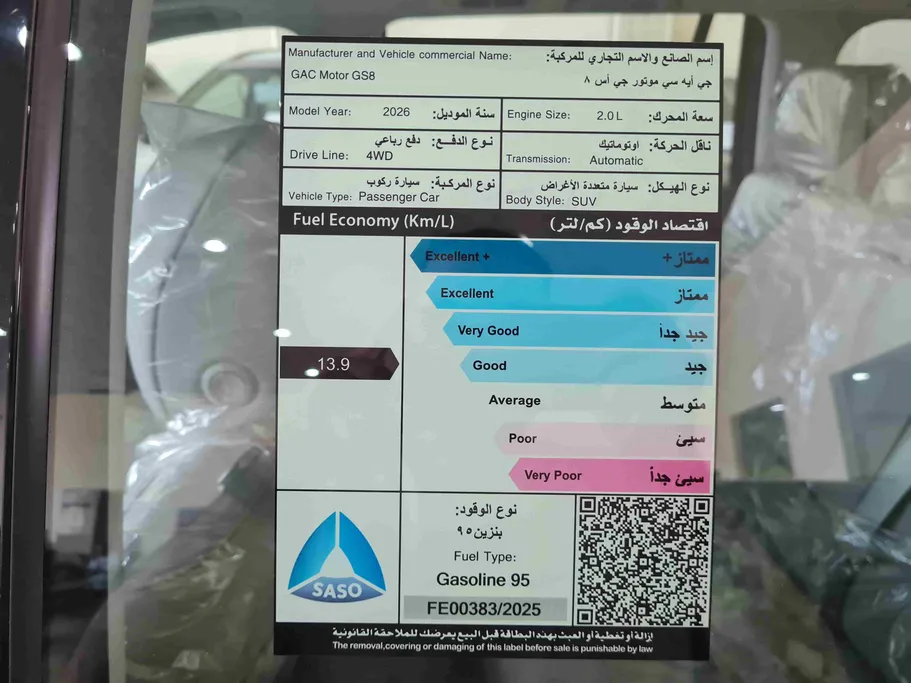 Manufacturer and Vehicle commercial Name: إسم الصانع والاسم التجاري للمركبة:
GAC Motor GS8 جي أيه سي موتور جي أس ٨
Model Year: 2026 سنة الموديل:
Engine Size: 2.0 L سعة المحرك:
نوع الدفـــع: دفع رباعي
Drive Line: 4WD
ناقل الحركة: اوتوماتيك
Transmission: Automatic
نوع المركبة: سيارة ركوب
Vehicle Type: Passenger Car
نوع الهيـــكل: سيارة متعددة الأغراض
Body Style: SUV
Fuel Economy (Km/L) اقتصاد الوقود (كم/لتر)
Excellent + ممتاز+
Excellent ممتاز
Very Good جيد جداً
13.9
Good جيد
Average متوسط
Poor سيئ
Very Poor سيئ جداً
SASO
نوع الوقود:
بنزين ٩٥
Fuel Type:
Gasoline 95
FE00383/2025
إزالة أو تغطية أو العبث بهذه البطاقة قبل البيع يعرضك للملاحقة القانونية
The removal,covering or damaging of this label before sale is punishable by law